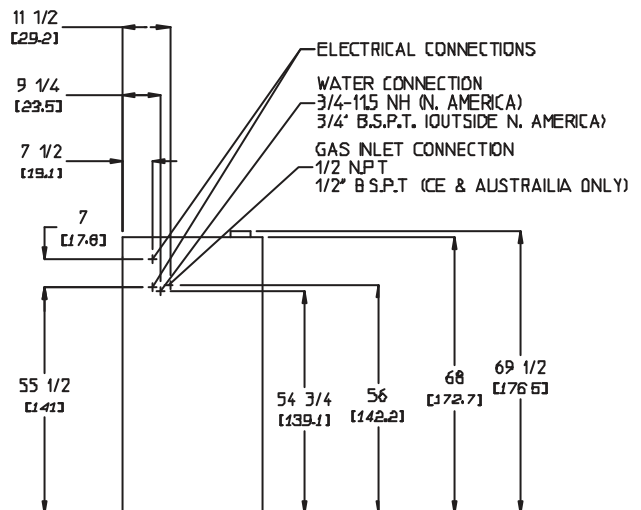 11 1/2
[29.2]
ELECTRICAL CONNECTIONS
9 1/4
[23.5]
WATER CONNECTION
3/4-11.5 NH (N. AMERICA)
3/4" B.S.P.T. (OUTSIDE N. AMERICA)
7 1/2
[19.1]
GAS INLET CONNECTION
1/2 N.P.T
1/2" B.S.P.T (CE & AUSTRAILIA ONLY)
7
[17.8]
55 1/2
[141]
54 3/4
[139.1]
56
[142.2]
68
[172.7]
69 1/2
[176.5]